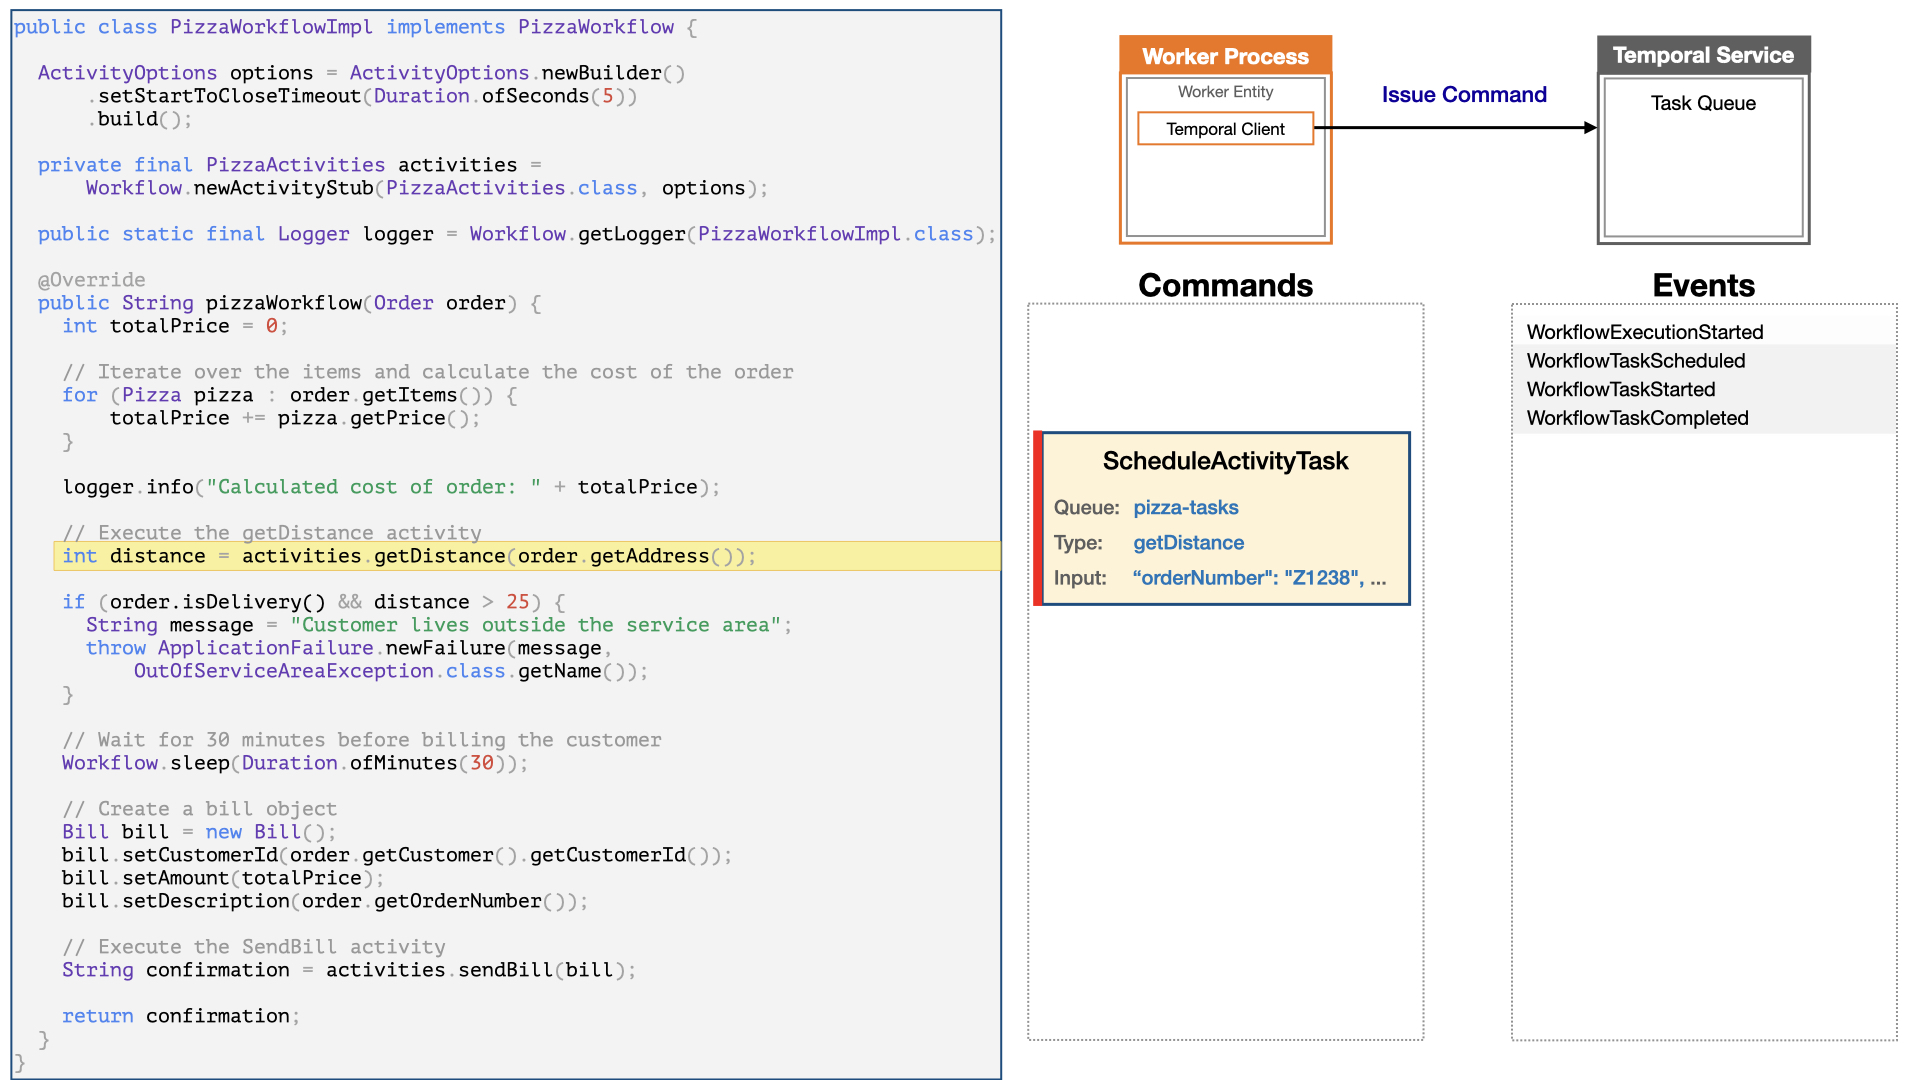 public class PizzaWorkflowImpl implements PizzaWorkflow {
ActivityOptions options = ActivityOptions.newBuilder()
.setStartToCloseTimeout(Duration.ofSeconds(5))
.build();
private final PizzaActivities activities =
Workflow.newActivityStub(PizzaActivities.class, options);
public static final Logger logger = Workflow.getLogger(PizzaWorkflowImpl.class);
@Override
public String pizzaWorkflow(Order order) {
int totalPrice = 0;
// Iterate over the items and calculate the cost of the order
for (Pizza pizza : order.getItems()) {
totalPrice += pizza.getPrice();
}
logger.info("Calculated cost of order: " + totalPrice);
// Execute the getDistance activity
int distance = activities.getDistance(order.getAddress());
if (order.isDelivery() && distance > 25) {
String message = "Customer lives outside the service area";
throw ApplicationFailure.newFailure(message,
OutOfServiceAreaException.class.getName());
}
// Wait for 30 minutes before billing the customer
Workflow.sleep(Duration.ofMinutes(30));
// Create a bill object
Bill bill = new Bill();
bill.setCustomerId(order.getCustomer().getCustomerId());
bill.setAmount(totalPrice);
bill.setDescription(order.getOrderNumber());
// Execute the SendBill activity
String confirmation = activities.sendBill(bill);
return confirmation;
}
}
Worker Process
Worker Entity
Temporal Client
Issue Command
Temporal Service
Task Queue
Commands
ScheduleActivityTask
Queue: pizza-tasks
Type: getDistance
Input: “orderNumber": "Z1238", ...
Events
WorkflowExecutionStarted
WorkflowTaskScheduled
WorkflowTaskStarted
WorkflowTaskCompleted